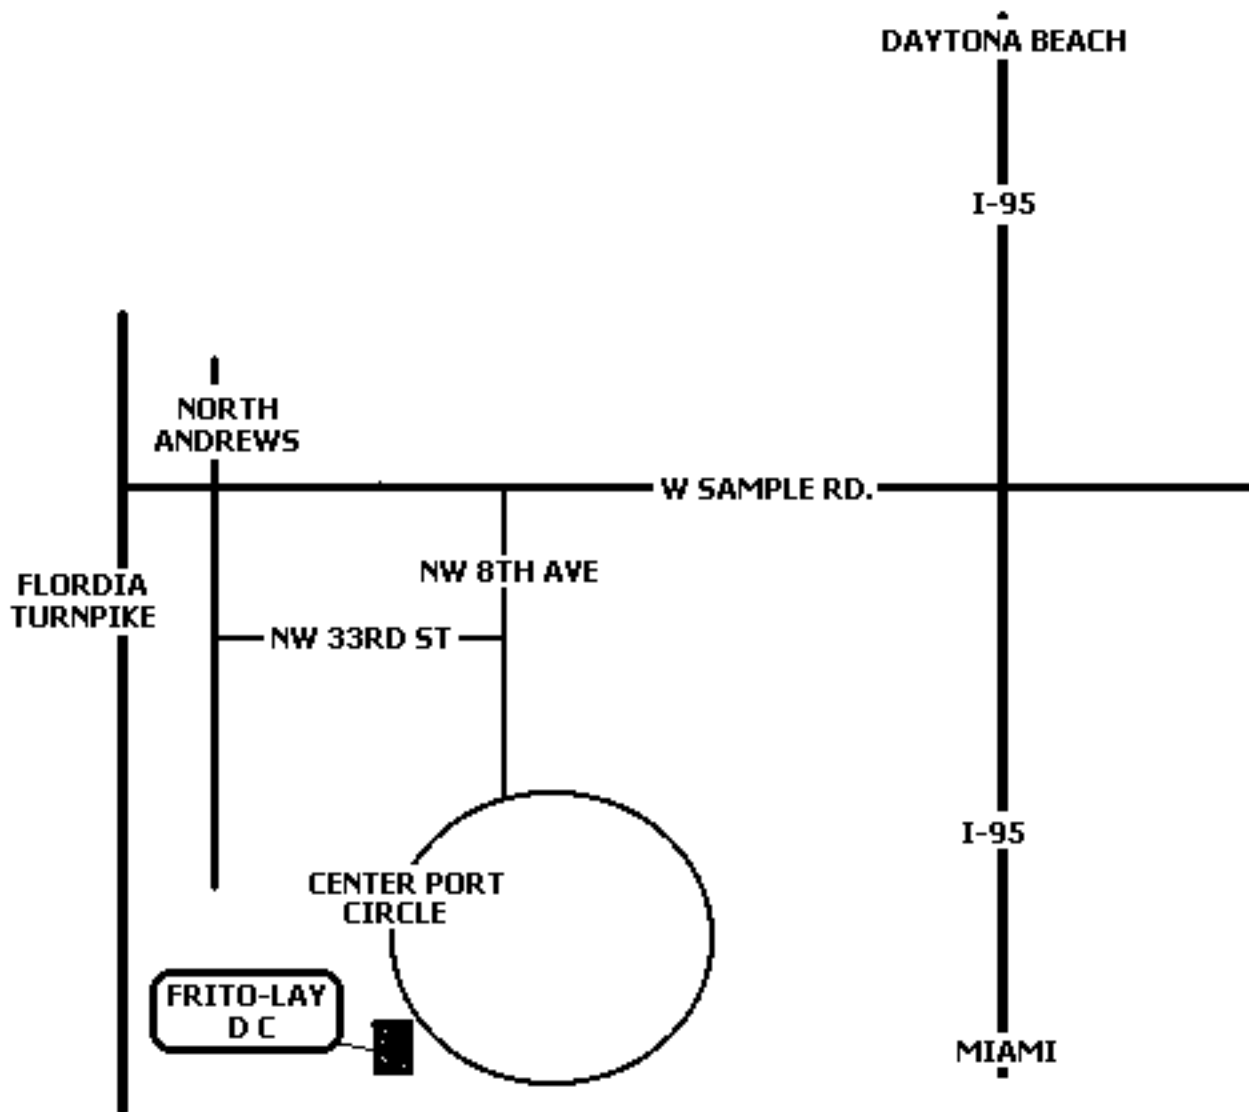 DAYTONA BEACH
I-95
NORTH
ANDREWS
W SAMPLE RD.
NW 8TH AVE
FLORDIA
TURNPIKE
NW 33RD ST
I-95
CENTER PORT
CIRCLE
FRITO-LAY
D C
MIAMI